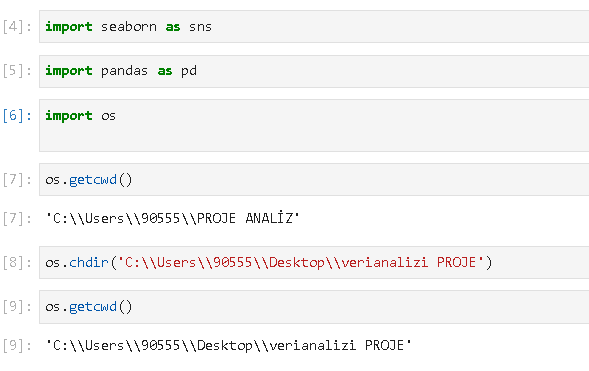 [4]: import seaborn as sns
[5]: import pandas as pd
[6]: import os
[7]: os.getcwd()
[7]: 'C:\\Users\\90555\\PROJE ANALİZ'
[8]: os.chdir('C:\\Users\\90555\\Desktop\\verianalizi PROJE')
[9]: os.getcwd()
[9]: 'C:\\Users\\90555\\Desktop\\verianalizi PROJE'